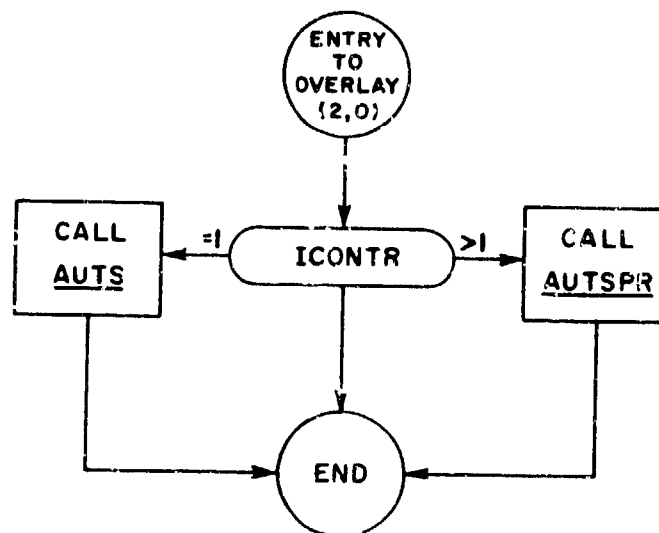 ENTRY
TO
OVERLAY
(2,0)
CALL
AUTS
=1
ICONTR
>1
CALL
AUTSPR
END